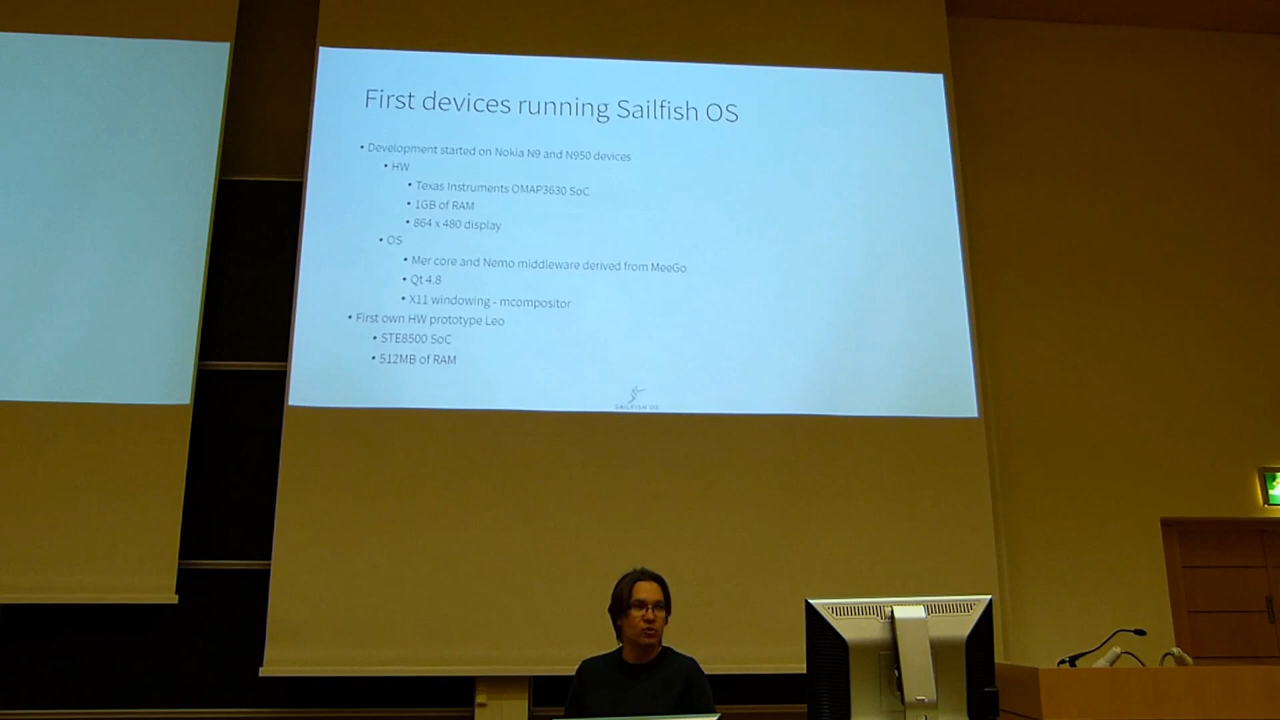 First devices running Sailfish OS
• Development started on Nokia N9 and N950 devices
• HW
• Texas Instruments OMAP3630 SoC
• 1GB of RAM
• 864 x 480 display
• OS
• Mer core and Nemo middleware derived from MeeGo
• Qt 4.8
• X11 windowing - mcompositor
• First own HW prototype Leo
• STE8500 SoC
• 512MB of RAM
SAILFISH OS